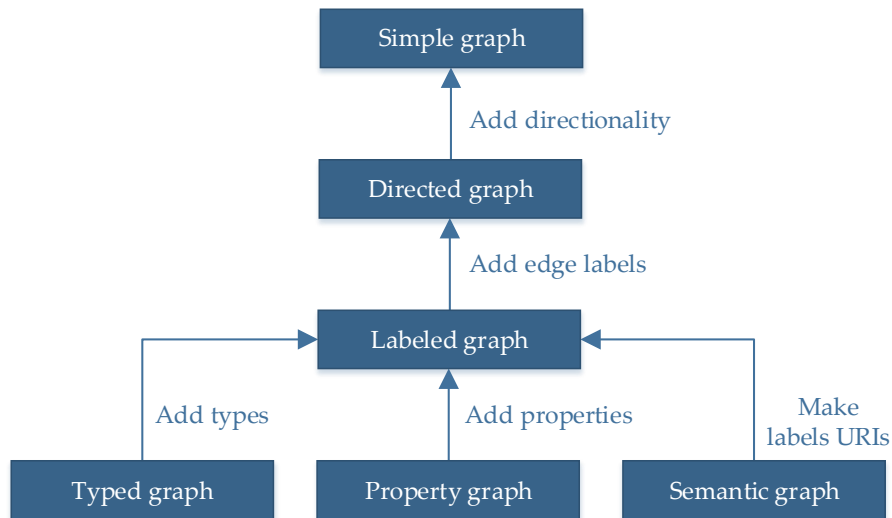 Simple graph
Add directionality
Directed graph
Add edge labels
Labeled graph
Add types
Add properties
Make
labels URIs
Typed graph
Property graph
Semantic graph